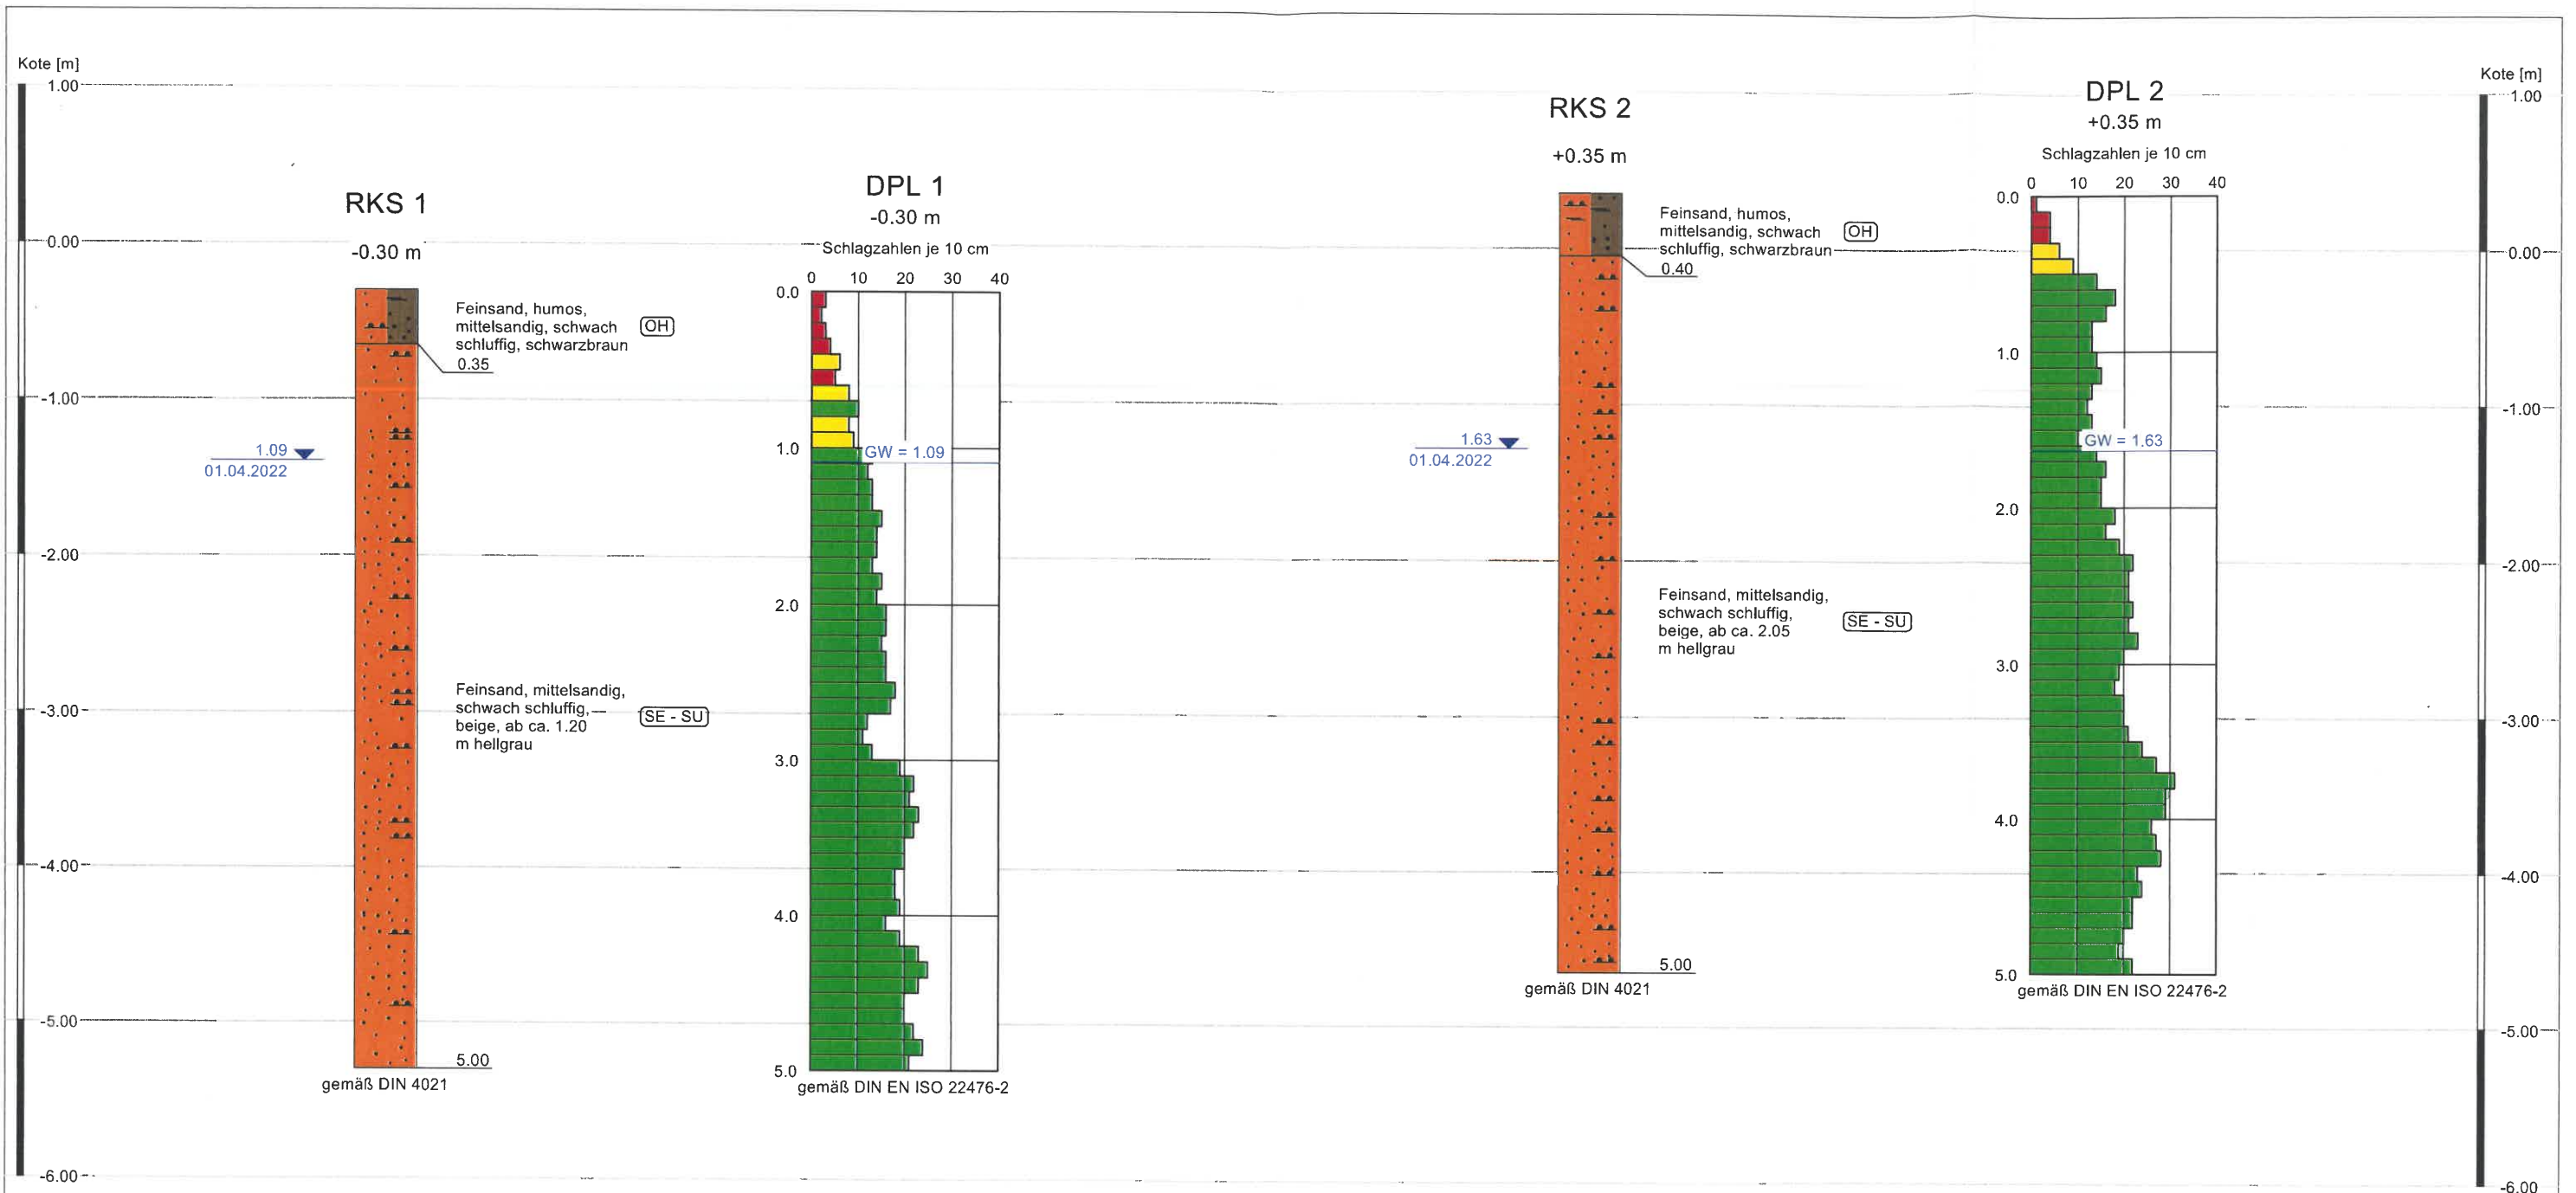 Kote [m]
1.00
0.00
-1.00
-2.00
-3.00
-4.00
-5.00
-6.00
RKS 1
-0.30 m
Feinsand, humos,
mittelsandig, schwach
schluffig, schwarzbraun
OH
0.35
1.09
01.04.2022
Feinsand, mittelsandig,
schwach schluffig,
beige, ab ca. 1.20
m hellgrau
SE - SU
5.00
gemäß DIN 4021
DPL 1
-0.30 m
Schlagzahlen je 10 cm
0 10 20 30 40
0.0
1.0
GW = 1.09
2.0
3.0
4.0
5.0
gemäß DIN EN ISO 22476-2
RKS 2
+0.35 m
Feinsand, humos,
mittelsandig, schwach
schluffig, schwarzbraun
OH
0.40
1.63
01.04.2022
Feinsand, mittelsandig,
schwach schluffig,
beige, ab ca. 2.05
m hellgrau
SE - SU
5.00
gemäß DIN 4021
DPL 2
+0.35 m
Schlagzahlen je 10 cm
0 10 20 30 40
0.0
1.0
GW = 1.63
2.0
3.0
4.0
5.0
gemäß DIN EN ISO 22476-2
Kote [m]
1.00
0.00
-1.00
-2.00
-3.00
-4.00
-5.00
-6.00